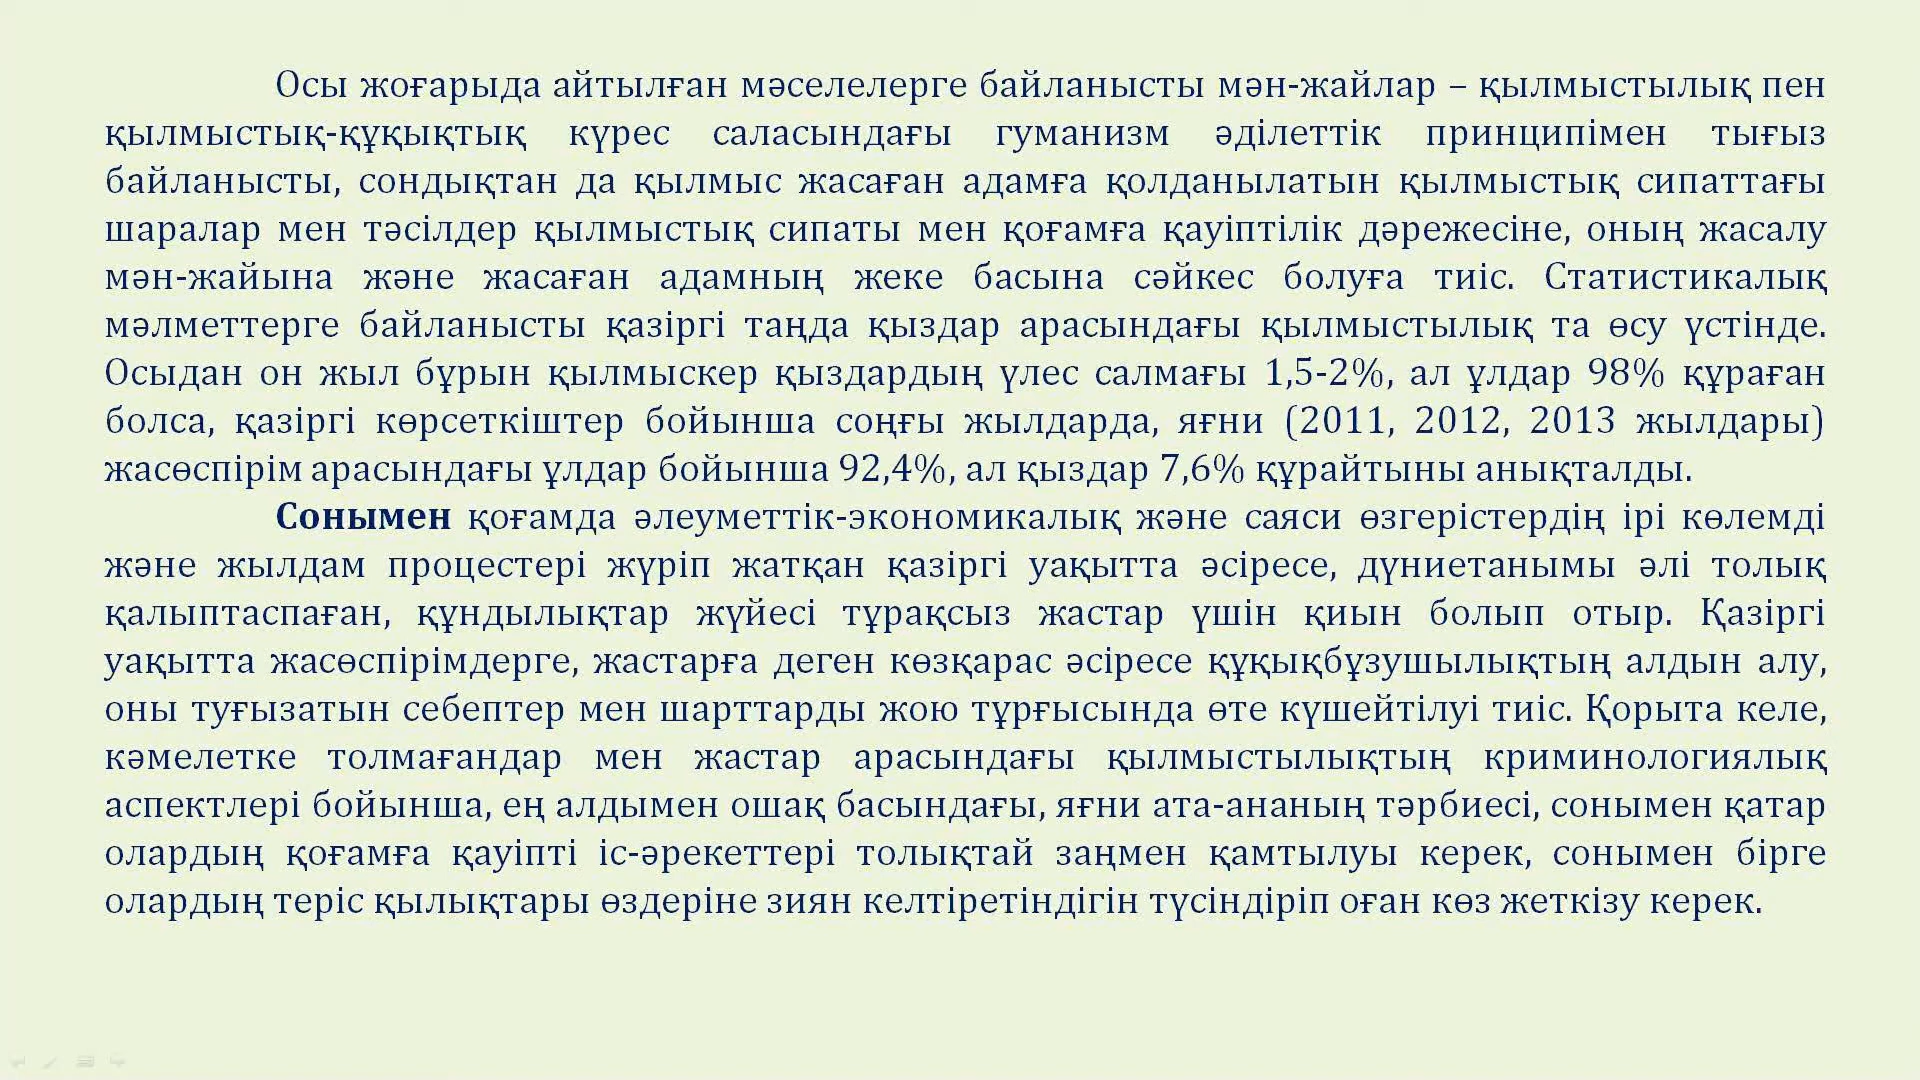 Осы жоғарыда айтылған мәселелерге байланысты мән-жайлар – қылмыстылық пен
қылмыстық-құқықтық күрес саласындағы гуманизм әділеттік принципімен тығыз
байланысты, сондықтан да қылмыс жасаған адамға қолданылатын қылмыстық сипаттағы
шаралар мен тәсілдер қылмыстық сипаты мен қоғамға қауіптілік дәрежесіне, оның жасалу
мән-жайына және жасаған адамның жеке басына сәйкес болуға тиіс. Статистикалық
мәлметтерге байланысты қазіргі таңда қыздар арасындағы қылмыстылық та өсу үстінде.
Осыдан он жыл бұрын қылмыскер қыздардың үлес салмағы 1,5-2%, ал ұлдар 98% құраған
болса, қазіргі көрсеткіштер бойынша соңғы жылдарда, яғни (2011, 2012, 2013 жылдары)
жасөспірім арасындағы ұлдар бойынша 92,4%, ал қыздар 7,6% құрайтыны анықталды.
Сонымен қоғамда әлеуметтік-экономикалық және саяси өзгерістердің ірі көлемді
және жылдам процестері жүріп жатқан қазіргі уақытта әсіресе, дүниетанымы әлі толық
қалыптаспаған, құндылықтар жүйесі тұрақсыз жастар үшін қиын болып отыр. Қазіргі
уақытта жасөспірімдерге, жастарға деген көзқарас әсіресе құқықбұзушылықтың алдын алу,
оны туғызатын себептер мен шарттарды жою тұрғысында өте күшейтілуі тиіс. Қорыта келе,
кәмелетке толмағандар мен жастар арасындағы қылмыстылықтың криминологиялық
аспектлері бойынша, ең алдымен ошақ басындағы, яғни ата-ананың тәрбиесі, сонымен қатар
олардың қоғамға қауіпті іс-әрекеттері толықтай заңмен қамтылуы керек, сонымен бірге
олардың теріс қылықтары өздеріне зиян келтіретіндігін түсіндіріп оған көз жеткізу керек.